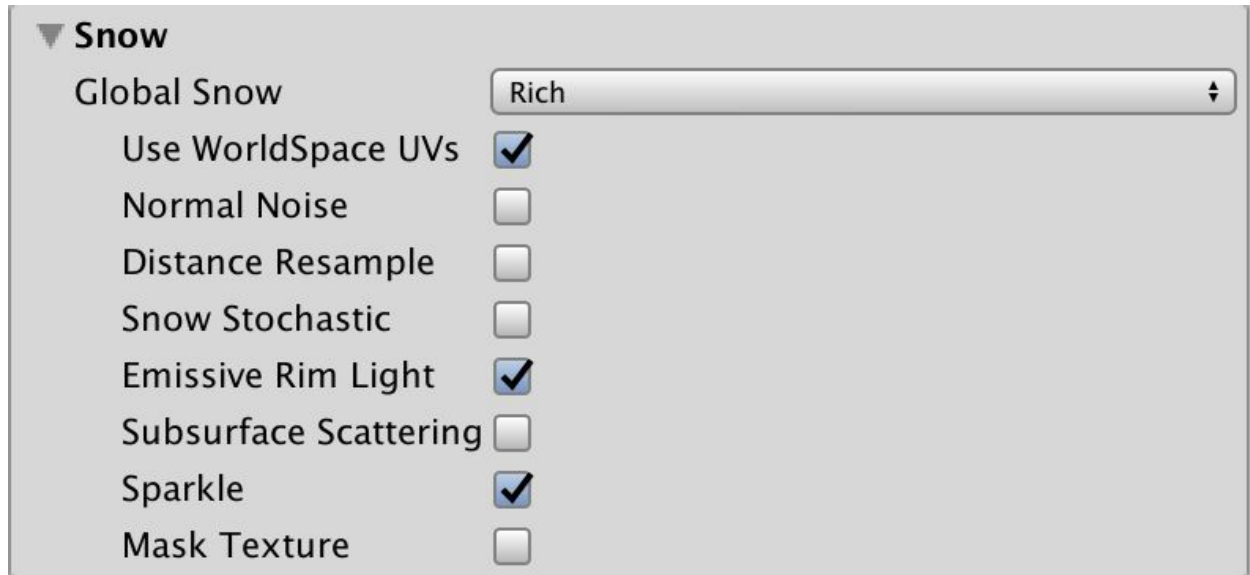 Snow
Global Snow Rich
Use WorldSpace UVs
Normal Noise
Distance Resample
Snow Stochastic
Emissive Rim Light
Subsurface Scattering
Sparkle
Mask Texture